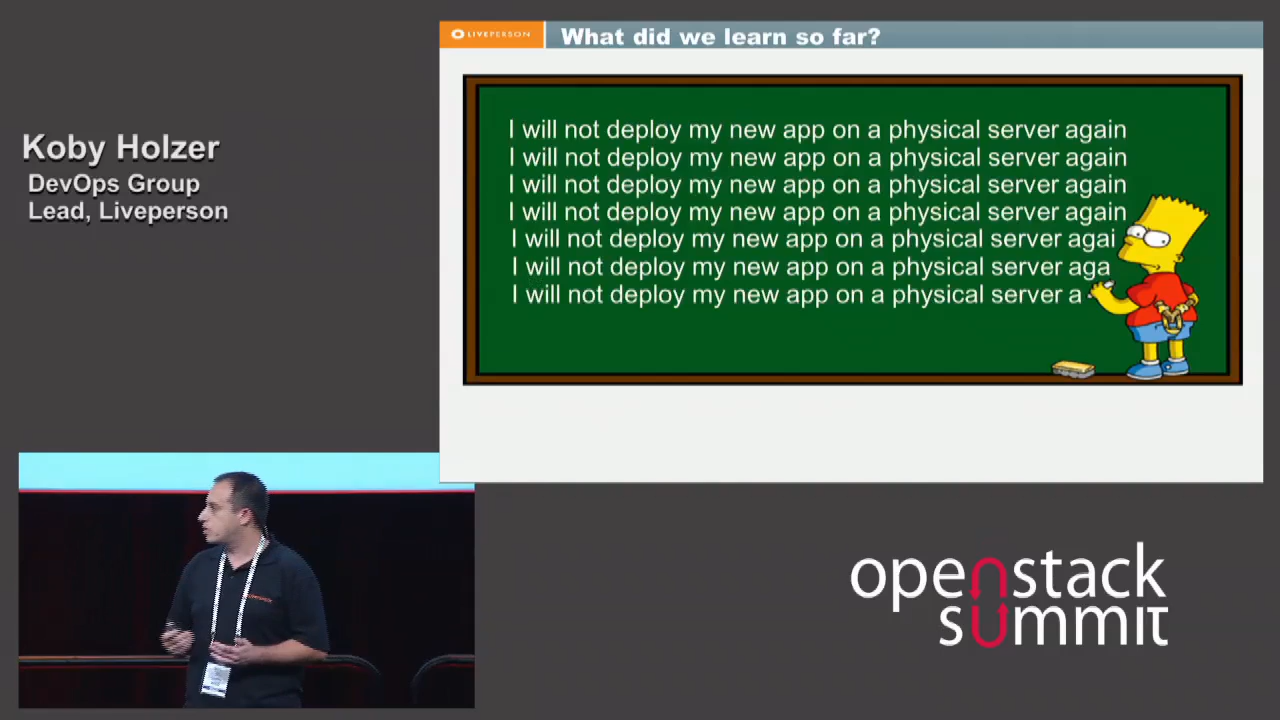 Koby Holzer
DevOps Group
Lead, Liveperson
LIVEPERSON
What did we learn so far?
I will not deploy my new app on a physical server again
I will not deploy my new app on a physical server again
I will not deploy my new app on a physical server again
I will not deploy my new app on a physical server again
I will not deploy my new app on a physical server agai
I will not deploy my new app on a physical server aga
I will not deploy my new app on a physical server a
openstack
summit